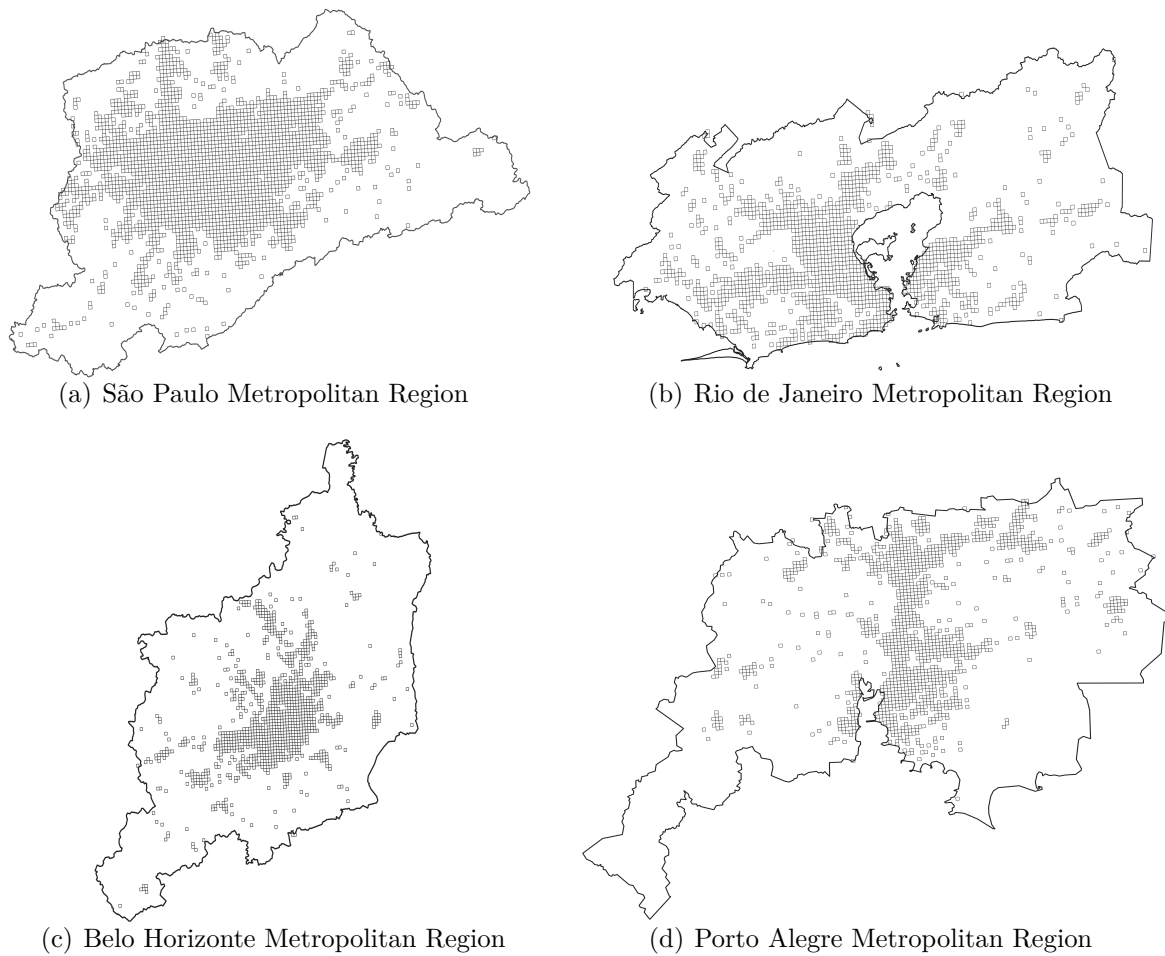 (a) São Paulo Metropolitan Region
(b) Rio de Janeiro Metropolitan Region
(c) Belo Horizonte Metropolitan Region
(d) Porto Alegre Metropolitan Region